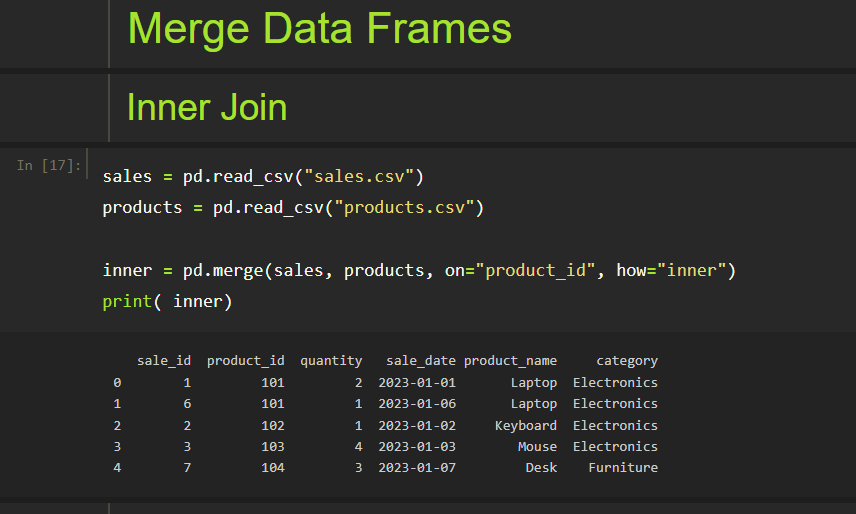 Merge Data Frames
Inner Join
In [17]:
sales = pd.read_csv("sales.csv")
products = pd.read_csv("products.csv")
inner = pd.merge(sales, products, on="product_id", how="inner")
print( inner)
sale_id product_id quantity sale_date product_name category
0 1 101 2 2023-01-01 Laptop Electronics
1 6 101 1 2023-01-06 Laptop Electronics
2 2 102 1 2023-01-02 Keyboard Electronics
3 3 103 4 2023-01-03 Mouse Electronics
4 7 104 3 2023-01-07 Desk Furniture